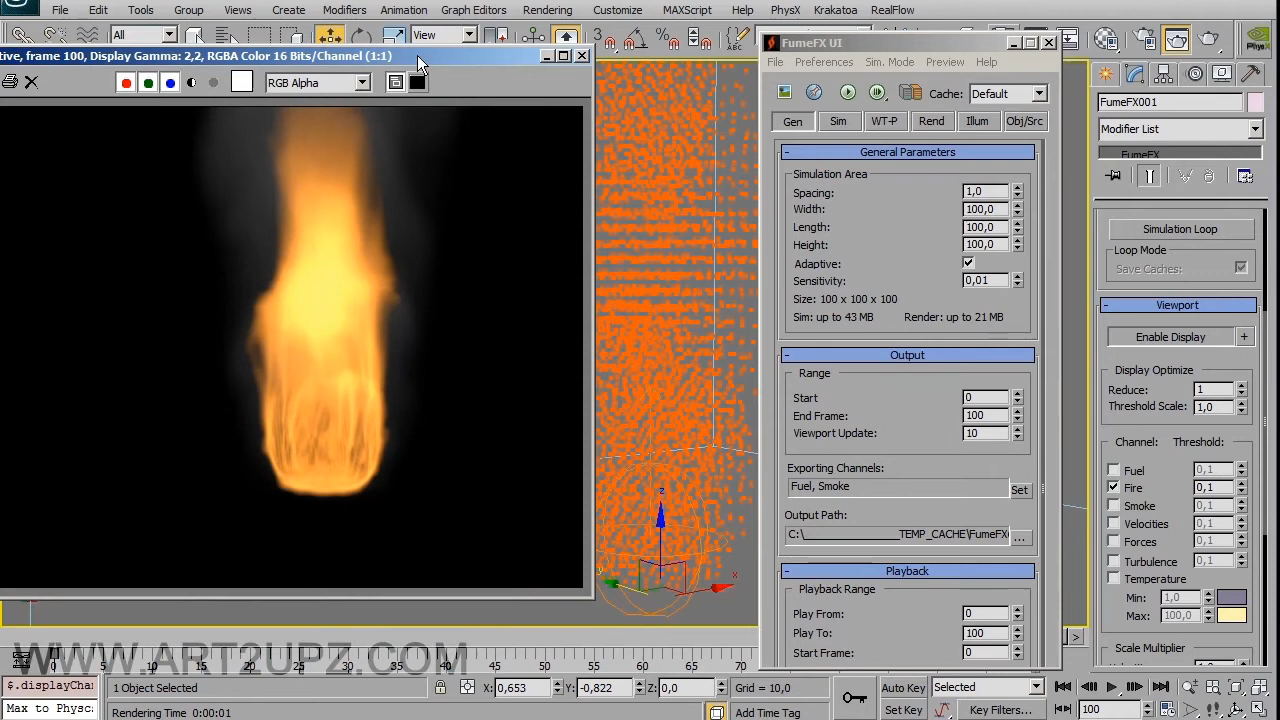 File Edit Tools Group Views Create Modifiers Animation Graph Editors Rendering Customize MAXScript Help PhysX Krakatoa RealFlow
All View
tive, frame 100, Display Gamma: 2,2, RGBA Color 16 Bits/Channel (1:1)
RGB Alpha
FumeFX UI
File Preferences Sim. Mode Preview Help
Cache: Default
Gen Sim WT-P Rend Illum Obj/Src
General Parameters
Simulation Area
Spacing: 1,0
Width: 100,0
Length: 100,0
Height: 100,0
Adaptive:
Sensitivity: 0,01
Size: 100 x 100 x 100
Sim: up to 43 MB Render: up to 21 MB
Output
Range
Start 0
End Frame: 100
Viewport Update: 10
Exporting Channels:
Fuel, Smoke Set
Output Path:
C:\________________TEMP_CACHE\FumeFX ...
Playback
Playback Range
Play From: 0
Play To: 100
Start Frame: 0
FumeFX001
Modifier List
FumeFX
Simulation Loop
Loop Mode
Save Caches:
Viewport
Enable Display +
Display Optimize
Reduce: 1
Threshold Scale: 1,0
Channel: Threshold:
Fuel 0,1
Fire 0,1
Smoke 0,1
Velocities 0,1
Forces 0,1
Turbulence 0,1
Temperature
Min: 1,0
Max: 100,0
Scale Multiplier
z
y x
WWW.ART2UPZ.COM
0 5 10 15 20 25 30 35 40 45 50 55 60 65 70
$.displayChan
Max to Physc
1 Object Selected X: 0,653 Y: -0,822 Z: 0,0 Grid = 10,0
Rendering Time 0:00:01 Add Time Tag
Auto Key Selected
Set Key Key Filters... 100